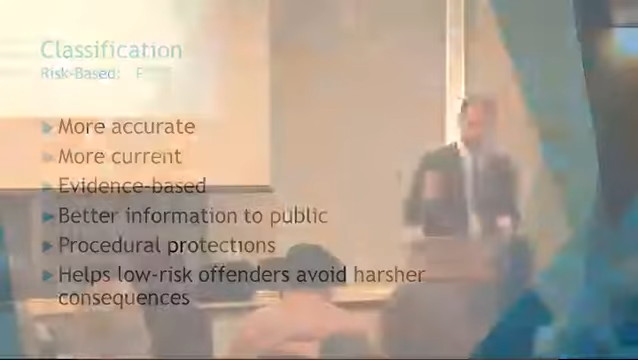 Classification
Risk-Based:
More accurate
More current
Evidence-based
Better information to public
Procedural protections
Helps low-risk offenders avoid harsher
consequences